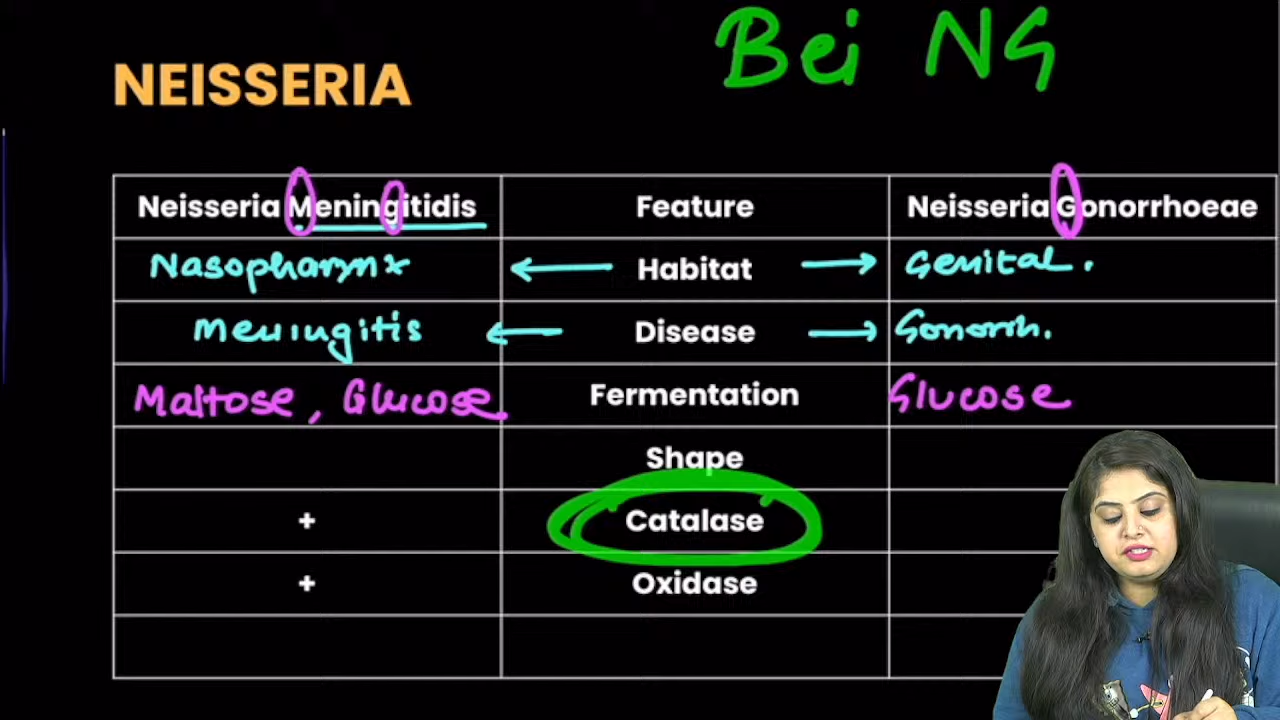 Bei NG
NEISSERIA
Neisseria Meningitidis Feature Neisseria Gonorrhoeae
Nasopharynx Habitat Genital.
Meningitis Disease Gonorrh.
Maltose, Glucose Fermentation Glucose
Shape
+ Catalase
+ Oxidase